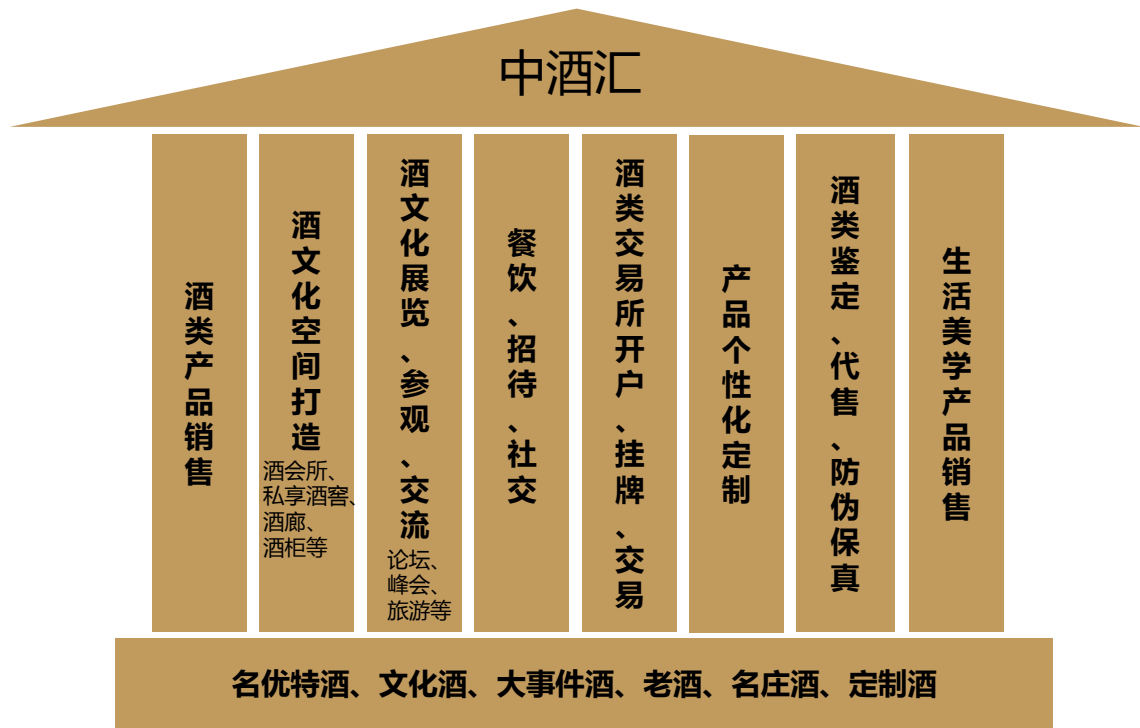 中酒汇
酒类产品销售
酒文化空间打造
酒会所、
私享酒窖、
酒廊、
酒柜等
酒文化展览、参观、交流
论坛、
峰会、
旅游等
餐饮、招待、社交
酒类交易所开户、挂牌、交易
产品个性化定制
酒类鉴定、代售、防伪保真
生活美学产品销售
名优特酒、文化酒、大事件酒、老酒、名庄酒、定制酒